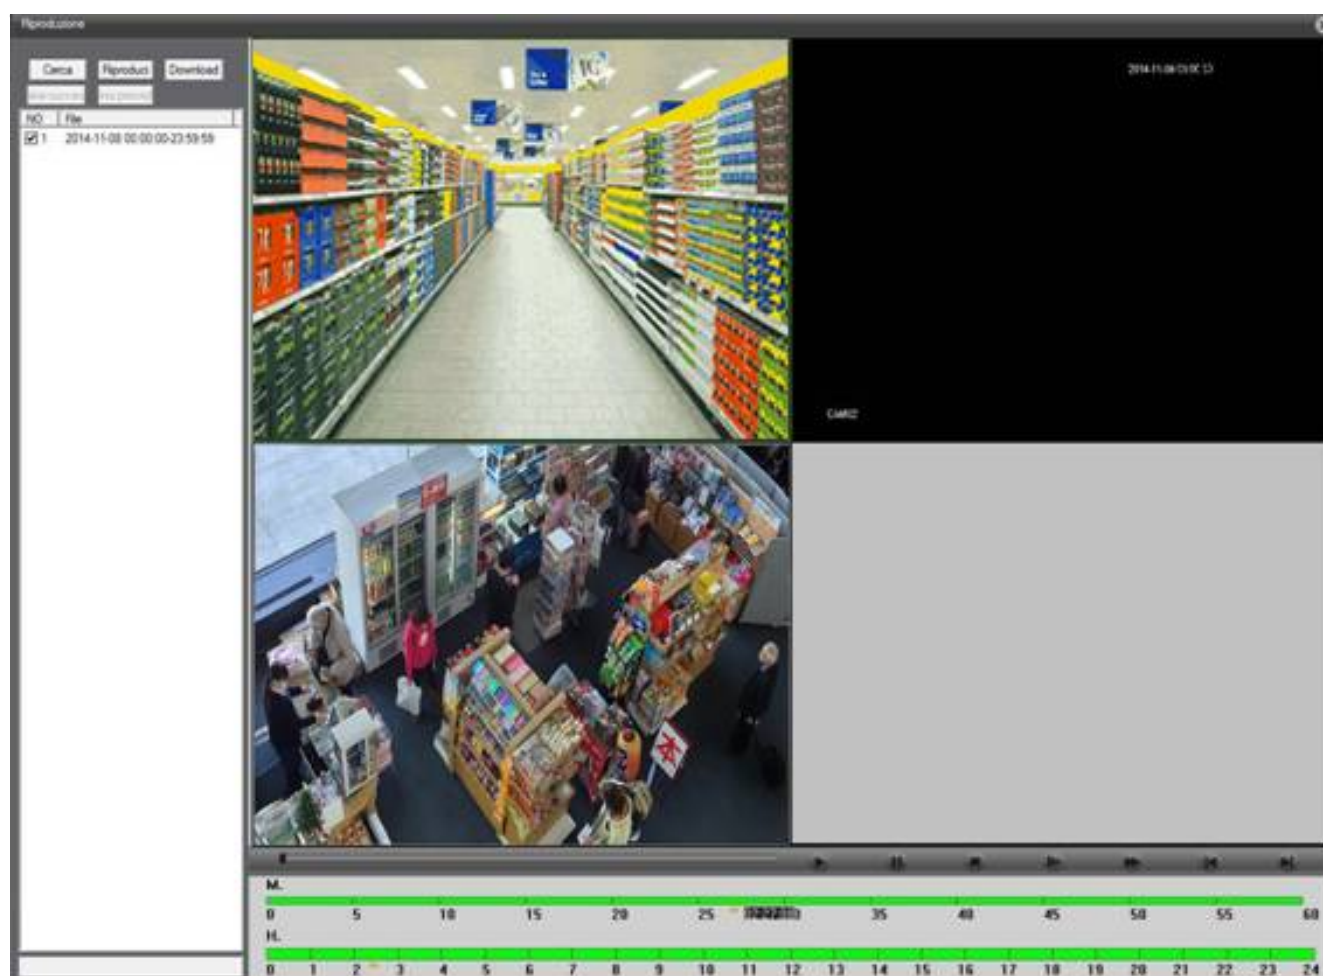 Riproduzione
Cerca Riproduci Download
NO. File
1 2014-11-08 00:00:00-23:59:59
CAM02
本
M.
0 5 10 15 20 25 35 40 45 50 55 60
H.
0 1 2 3 4 5 6 7 8 9 10 11 12 13 14 15 16 17 18 19 20 21 22 23 24